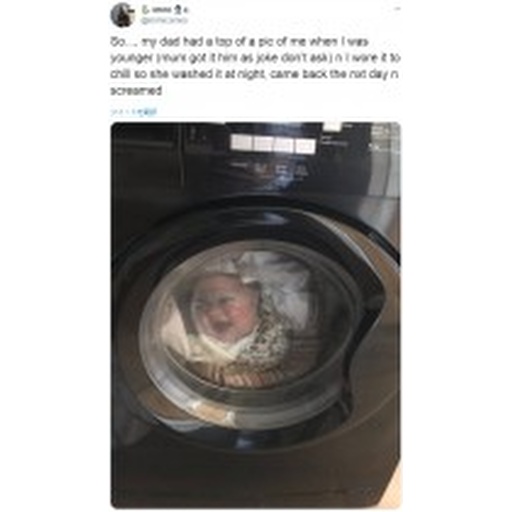 So..., my dad had a top of a pic of me when I was
younger (mum got it him as joke don't ask) n I wore it to
chill so she washed it at night, came back the nxt day n
screamed